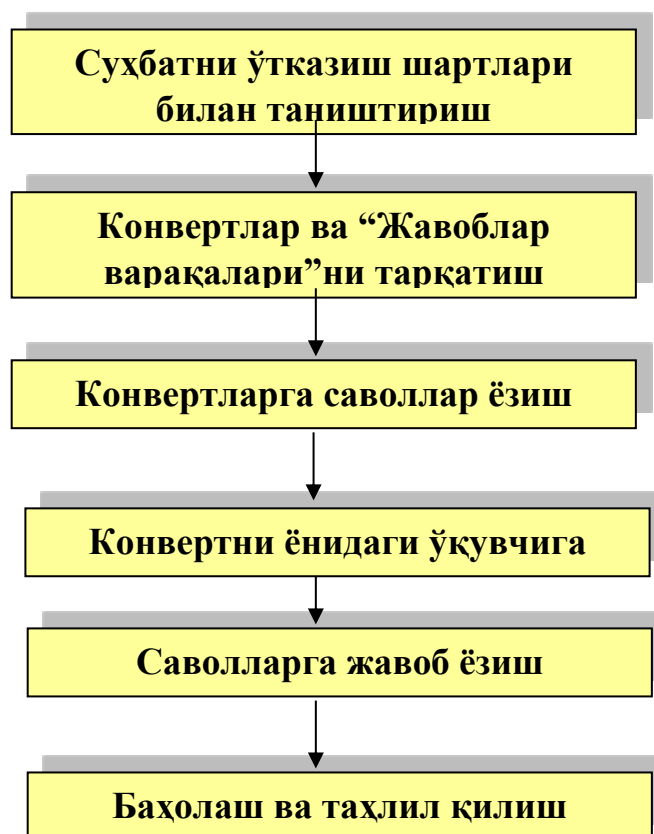 Суҳбатни ўтказиш шартлари
билан таништириш
Конвертлар ва “Жавоблар
варақалари”ни тарқатиш
Конвертларга саволлар ёзиш
Конвертни ёнидаги ўқувчига
Саволларга жавоб ёзиш
Баҳолаш ва таҳлил қилиш